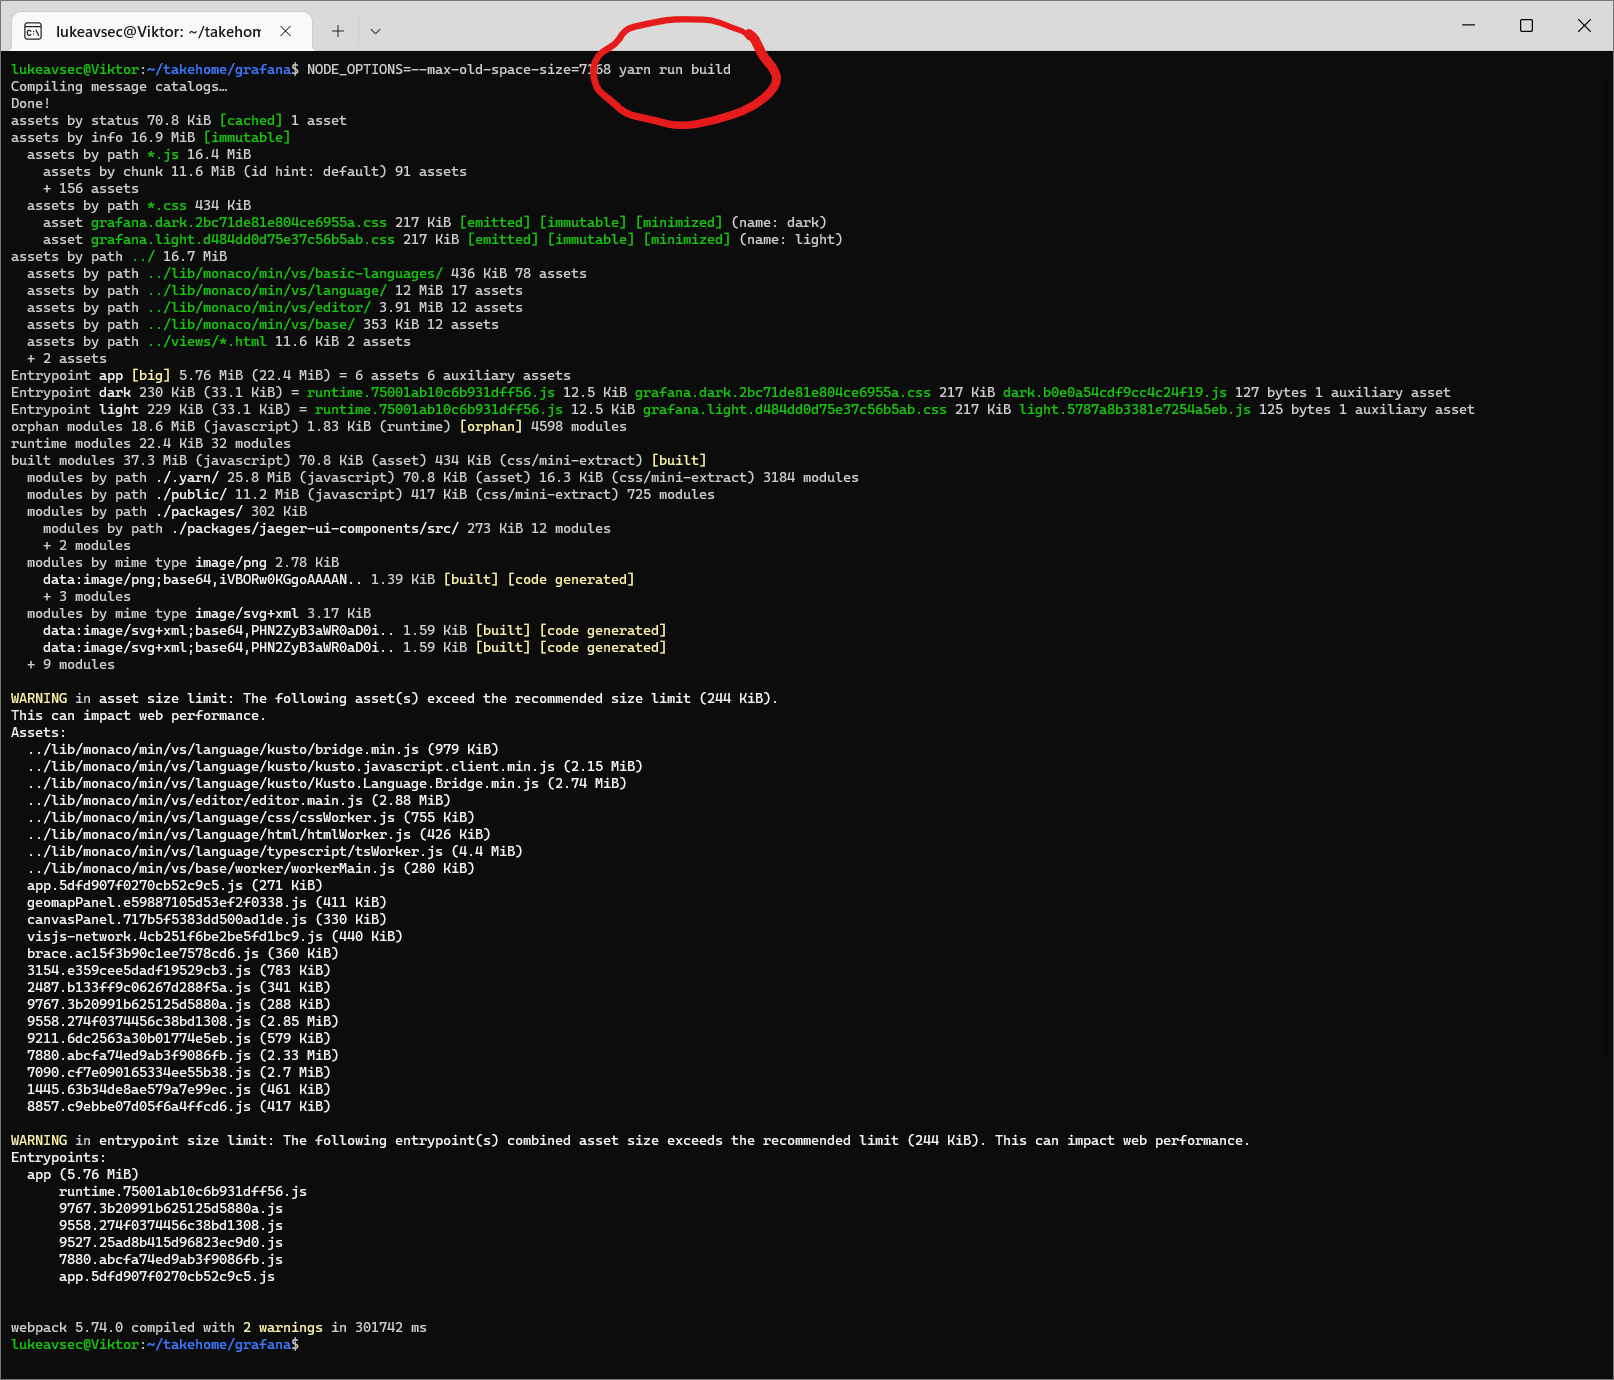 lukeavsec@Viktor: ~/takehom
lukeavsec@Viktor:~/takehome/grafana$ NODE_OPTIONS=--max-old-space-size=7168 yarn run build
Compiling message catalogs…
Done!
assets by status 70.8 KiB [cached] 1 asset
assets by info 16.9 MiB [immutable]
  assets by path *.js 16.4 MiB
    assets by chunk 11.6 MiB (id hint: default) 91 assets
    + 156 assets
  assets by path *.css 434 KiB
    asset grafana.dark.2bc71de81e804ce6955a.css 217 KiB [emitted] [immutable] [minimized] (name: dark)
    asset grafana.light.d484dd0d75e37c56b5ab.css 217 KiB [emitted] [immutable] [minimized] (name: light)
assets by path ../ 16.7 MiB
  assets by path ../lib/monaco/min/vs/basic-languages/ 436 KiB 78 assets
  assets by path ../lib/monaco/min/vs/language/ 12 MiB 17 assets
  assets by path ../lib/monaco/min/vs/editor/ 3.91 MiB 12 assets
  assets by path ../lib/monaco/min/vs/base/ 353 KiB 12 assets
  assets by path ../views/*.html 11.6 KiB 2 assets
  + 2 assets
Entrypoint app [big] 5.76 MiB (22.4 MiB) = 6 assets 6 auxiliary assets
Entrypoint dark 230 KiB (33.1 KiB) = runtime.75001ab10c6b931dff56.js 12.5 KiB grafana.dark.2bc71de81e804ce6955a.css 217 KiB dark.b0e0a54cdf9cc4c24f19.js 127 bytes 1 auxiliary asset
Entrypoint light 229 KiB (33.1 KiB) = runtime.75001ab10c6b931dff56.js 12.5 KiB grafana.light.d484dd0d75e37c56b5ab.css 217 KiB light.5787a8b3381e7254a5eb.js 125 bytes 1 auxiliary asset
orphan modules 18.6 MiB (javascript) 1.83 KiB (runtime) [orphan] 4598 modules
runtime modules 22.4 KiB 32 modules
built modules 37.3 MiB (javascript) 70.8 KiB (asset) 434 KiB (css/mini-extract) [built]
  modules by path ./.yarn/ 25.8 MiB (javascript) 70.8 KiB (asset) 16.3 KiB (css/mini-extract) 3184 modules
  modules by path ./public/ 11.2 MiB (javascript) 417 KiB (css/mini-extract) 725 modules
  modules by path ./packages/ 302 KiB
    modules by path ./packages/jaeger-ui-components/src/ 273 KiB 12 modules
    + 2 modules
  modules by mime type image/png 2.78 KiB
    data:image/png;base64,iVBORw0KGgoAAAAN.. 1.39 KiB [built] [code generated]
    + 3 modules
  modules by mime type image/svg+xml 3.17 KiB
    data:image/svg+xml;base64,PHN2ZyB3aWR0aD0i.. 1.59 KiB [built] [code generated]
    data:image/svg+xml;base64,PHN2ZyB3aWR0aD0i.. 1.59 KiB [built] [code generated]
  + 9 modules
WARNING in asset size limit: The following asset(s) exceed the recommended size limit (244 KiB).
This can impact web performance.
Assets:
  ../lib/monaco/min/vs/language/kusto/bridge.min.js (979 KiB)
  ../lib/monaco/min/vs/language/kusto/kusto.javascript.client.min.js (2.15 MiB)
  ../lib/monaco/min/vs/language/kusto/Kusto.Language.Bridge.min.js (2.74 MiB)
  ../lib/monaco/min/vs/editor/editor.main.js (2.88 MiB)
  ../lib/monaco/min/vs/language/css/cssWorker.js (755 KiB)
  ../lib/monaco/min/vs/language/html/htmlWorker.js (426 KiB)
  ../lib/monaco/min/vs/language/typescript/tsWorker.js (4.4 MiB)
  ../lib/monaco/min/vs/base/worker/workerMain.js (280 KiB)
  app.5dfd907f0270cb52c9c5.js (271 KiB)
  geomapPanel.e59887105d53ef2f0338.js (411 KiB)
  canvasPanel.717b5f5383dd500ad1de.js (330 KiB)
  visjs-network.4cb251f6be2be5fd1bc9.js (440 KiB)
  brace.ac15f3b90c1ee7578cd6.js (360 KiB)
  3154.e359cee5dadf19529cb3.js (783 KiB)
  2487.b133ff9c06267d288f5a.js (341 KiB)
  9767.3b20991b625125d5880a.js (288 KiB)
  9558.274f0374456c38bd1308.js (2.85 MiB)
  9211.6dc2563a30b01774e5eb.js (579 KiB)
  7880.abcfa74ed9ab3f9086fb.js (2.33 MiB)
  7090.cf7e090165334ee55b38.js (2.7 MiB)
  1445.63b34de8ae579a7e99ec.js (461 KiB)
  8857.c9ebbe07d05f6a4ffcd6.js (417 KiB)
WARNING in entrypoint size limit: The following entrypoint(s) combined asset size exceeds the recommended limit (244 KiB). This can impact web performance.
Entrypoints:
  app (5.76 MiB)
      runtime.75001ab10c6b931dff56.js
      9767.3b20991b625125d5880a.js
      9558.274f0374456c38bd1308.js
      9527.25ad8b415d96823ec9d0.js
      7880.abcfa74ed9ab3f9086fb.js
      app.5dfd907f0270cb52c9c5.js
webpack 5.74.0 compiled with 2 warnings in 301742 ms
lukeavsec@Viktor:~/takehome/grafana$